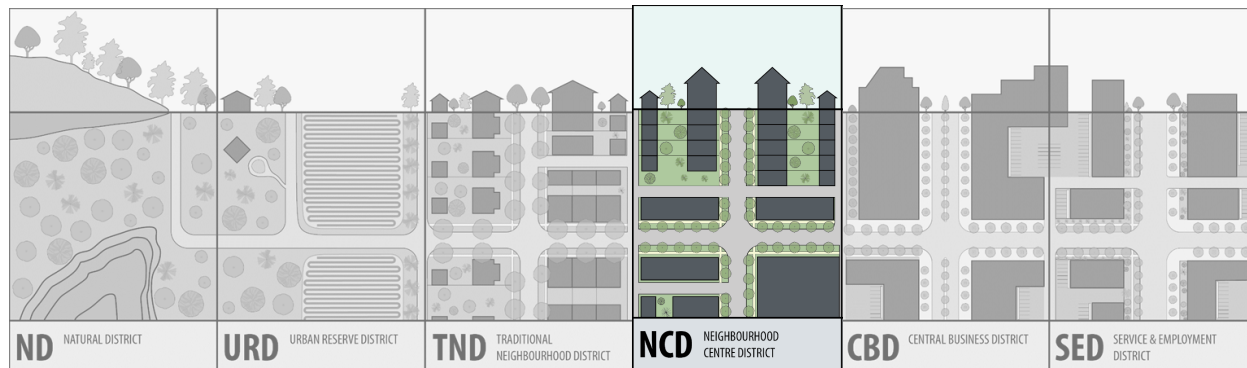 ND NATURAL DISTRICT
URD URBAN RESERVE DISTRICT
TND TRADITIONAL
NEIGHBOURHOOD DISTRICT
NCD NEIGHBOURHOOD
CENTRE DISTRICT
CBD CENTRAL BUSINESS DISTRICT
SED SERVICE & EMPLOYMENT
DISTRICT